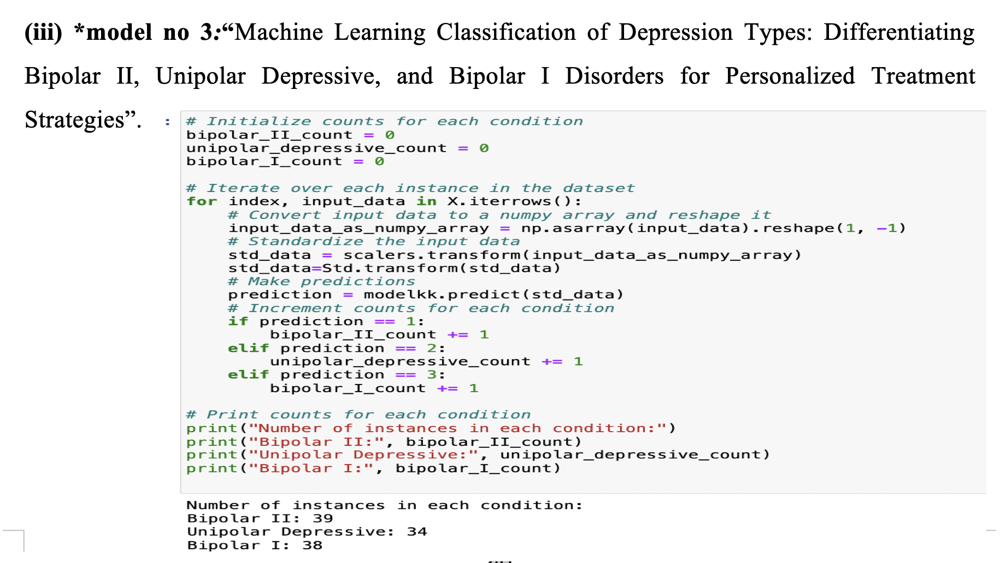 (iii) *model no 3:“Machine Learning Classification of Depression Types: Differentiating
Bipolar II, Unipolar Depressive, and Bipolar I Disorders for Personalized Treatment
Strategies”.
: # Initialize counts for each condition
bipolar_II_count = 0
unipolar_depressive_count = 0
bipolar_I_count = 0

# Iterate over each instance in the dataset
for index, input_data in X.iterrows():
    # Convert input data to a numpy array and reshape it
    input_data_as_numpy_array = np.asarray(input_data).reshape(1, -1)
    # Standardize the input data
    std_data = scalers.transform(input_data_as_numpy_array)
    std_data=Std.transform(std_data)
    # Make predictions
    prediction = modelkk.predict(std_data)
    # Increment counts for each condition
    if prediction == 1:
        bipolar_II_count += 1
    elif prediction == 2:
        unipolar_depressive_count += 1
    elif prediction == 3:
        bipolar_I_count += 1

# Print counts for each condition
print("Number of instances in each condition:")
print("Bipolar II:", bipolar_II_count)
print("Unipolar Depressive:", unipolar_depressive_count)
print("Bipolar I:", bipolar_I_count)

Number of instances in each condition:
Bipolar II: 39
Unipolar Depressive: 34
Bipolar I: 38